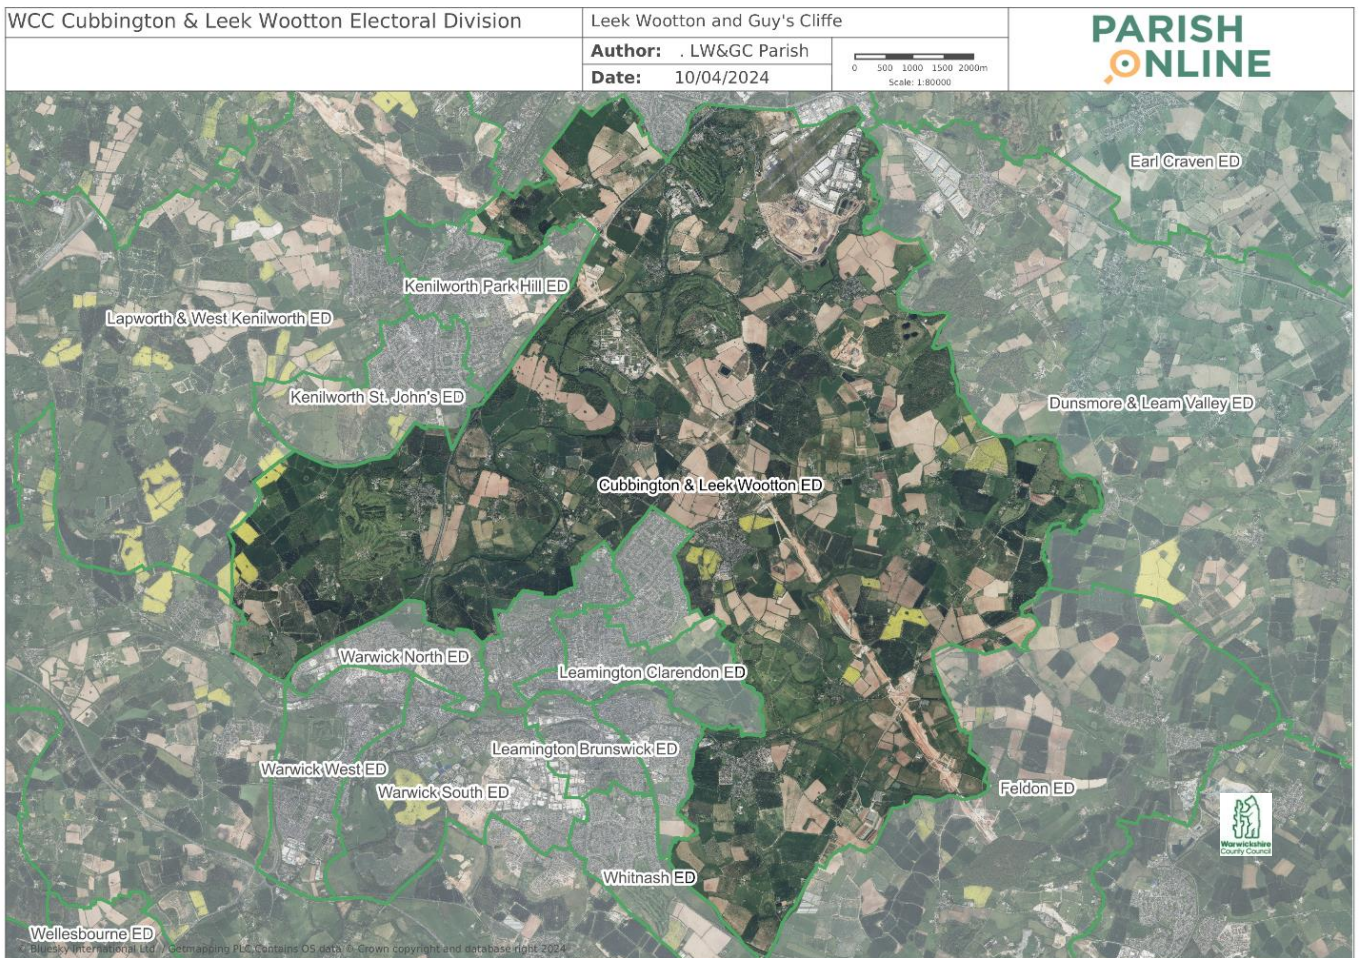 WCC Cubbington & Leek Wootton Electoral Division
Leek Wootton and Guy's Cliffe
Author: . LW&GC Parish
Date: 10/04/2024
0 500 1000 1500 2000m
Scale: 1:80000
PARISH
ONLINE
Earl Craven ED
Kenilworth Park Hill ED
Lapworth & West Kenilworth ED
Kenilworth St. John's ED
Dunsmore & Leam Valley ED
Cubbington & Leek Wootton ED
Warwick North ED
Leamington Clarendon ED
Leamington Brunswick ED
Warwick West ED
Warwick South ED
Feldon ED
Warwickshire
County Council
Whitnash ED
Wellesbourne ED
© Bluesky International Ltd. / Getmapping PLC. Contains OS data © Crown copyright and database right 2024